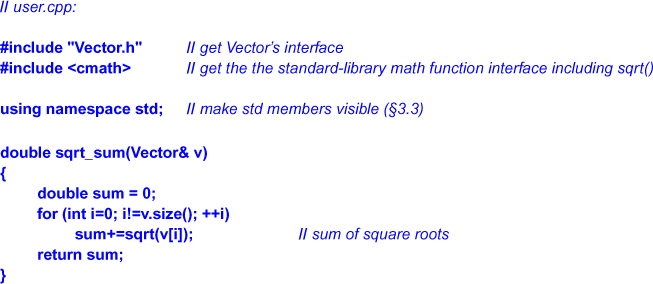 // user.cpp:
#include "Vector.h" // get Vector’s interface
#include <cmath> // get the the standard-library math function interface including sqrt()
using namespace std; // make std members visible (§3.3)
double sqrt_sum(Vector& v)
{
double sum = 0;
for (int i=0; i!=v.size(); ++i)
sum+=sqrt(v[i]); // sum of square roots
return sum;
}